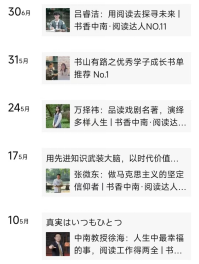 30 6月
吕睿洁：用阅读去探寻未来 |
书香中南·阅读达人NO.11
31 5月
书山有路之优秀学子成长书单
推荐 No.1
24 5月
万择祎：品读戏剧名著，演绎
多样人生 | 书香中南·阅读达...
17 5月
用先进知识武装大脑，以时代价值...
张微东：做马克思主义的坚定
信仰者 | 书香中南·阅读达人...
10 5月
真実はいつもひとつ
中南教授徐海：人生中最幸福
的事，阅读工作得两全 | 书...